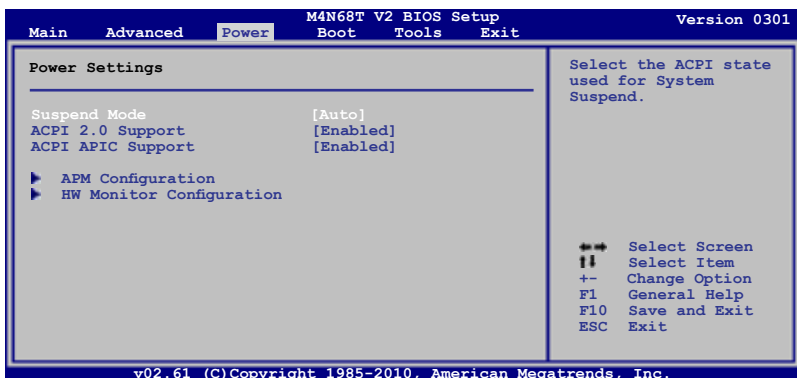 M4N68T V2 BIOS Setup Version 0301
Main Advanced Power Boot Tools Exit
Power Settings
Suspend Mode [Auto]
ACPI 2.0 Support [Enabled]
ACPI APIC Support [Enabled]
APM Configuration
HW Monitor Configuration
Select the ACPI state
used for System
Suspend.
Select Screen
Select Item
+- Change Option
F1 General Help
F10 Save and Exit
ESC Exit
v02.61 (C)Copyright 1985-2010, American Megatrends, Inc.